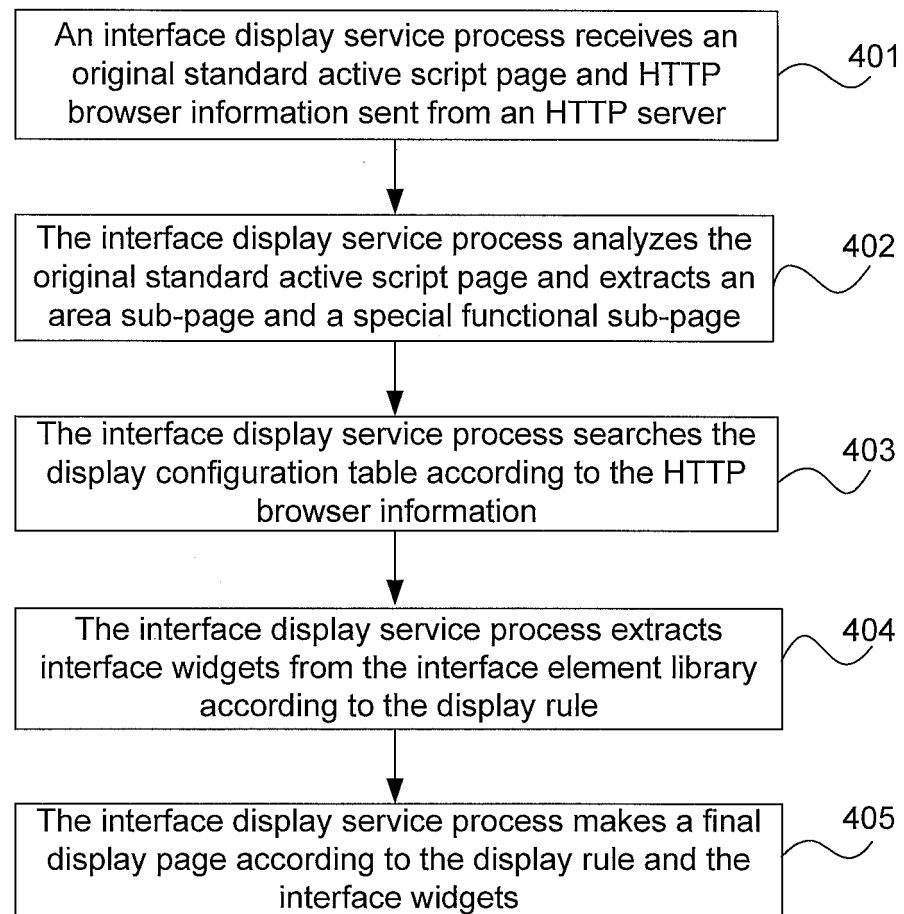 An interface display service process receives an
original standard active script page and HTTP
browser information sent from an HTTP server
401
The interface display service process analyzes the
original standard active script page and extracts an
area sub-page and a special functional sub-page
402
The interface display service process searches the
display configuration table according to the HTTP
browser information
403
The interface display service process extracts
interface widgets from the interface element library
according to the display rule
404
The interface display service process makes a final
display page according to the display rule and the
interface widgets
405